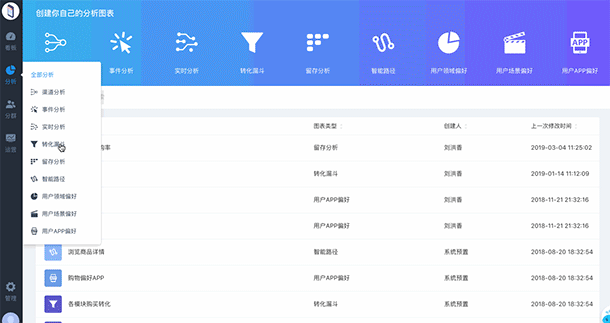 创建你自己的分析图表
看板
分析
分群
设置
管理
事件分析
实时分析
转化漏斗
留存分析
智能路径
用户领域偏好
用户场景偏好
用户APP偏好
全部分析
渠道分析
事件分析
实时分析
转化漏斗
留存分析
智能路径
用户领域偏好
用户场景偏好
用户APP偏好
图表类型 创建人 上一次修改时间
购率 留存分析 刘洪香 2019-03-04 11:25:02
转化漏斗 刘洪香 2019-01-14 11:12:09
用户APP偏好 刘洪香 2018-11-21 21:32:16
用户APP偏好 刘洪香 2018-11-21 21:32:16
浏览商品详情 智能路径 系统预置 2018-08-20 18:32:54
购物偏好APP 用户APP偏好 系统预置 2018-08-20 18:32:54
各模块购买转化 转化漏斗 系统预置 2018-08-20 18:32:54